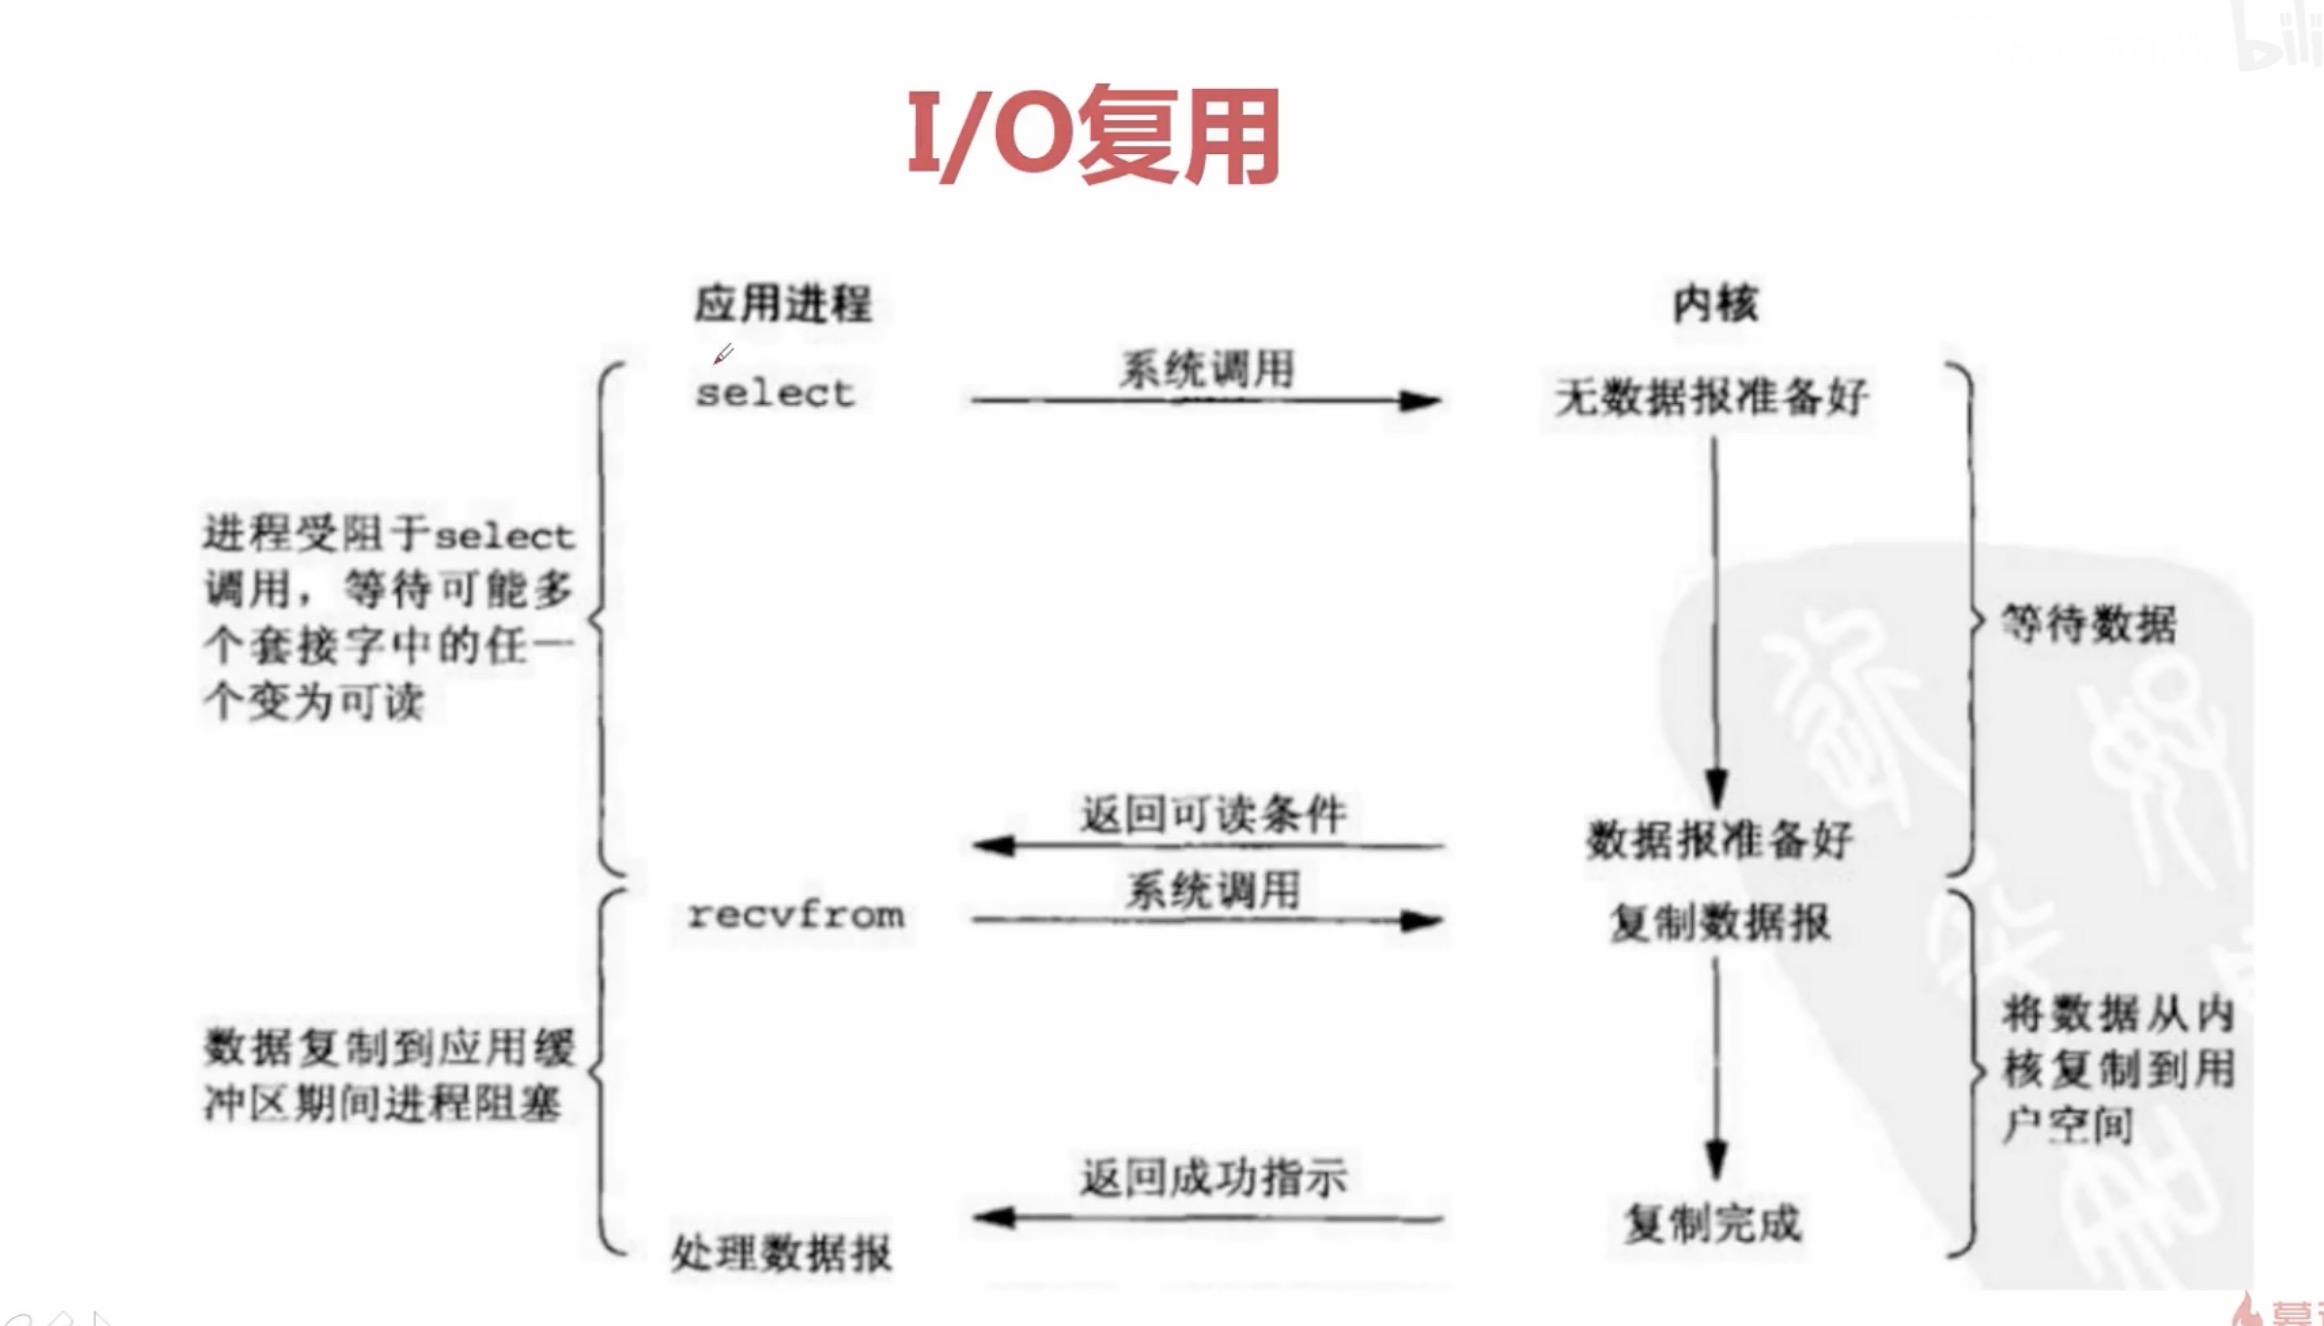 bili
I/O复用
应用进程
内核
select
系统调用
无数据报准备好
进程受阻于select
调用，等待可能多
个套接字中的任一
个变为可读
等待数据
返回可读条件
数据报准备好
recvfrom
系统调用
复制数据报
数据复制到应用缓
冲区期间进程阻塞
将数据从内
核复制到用
户空间
返回成功指示
复制完成
处理数据报